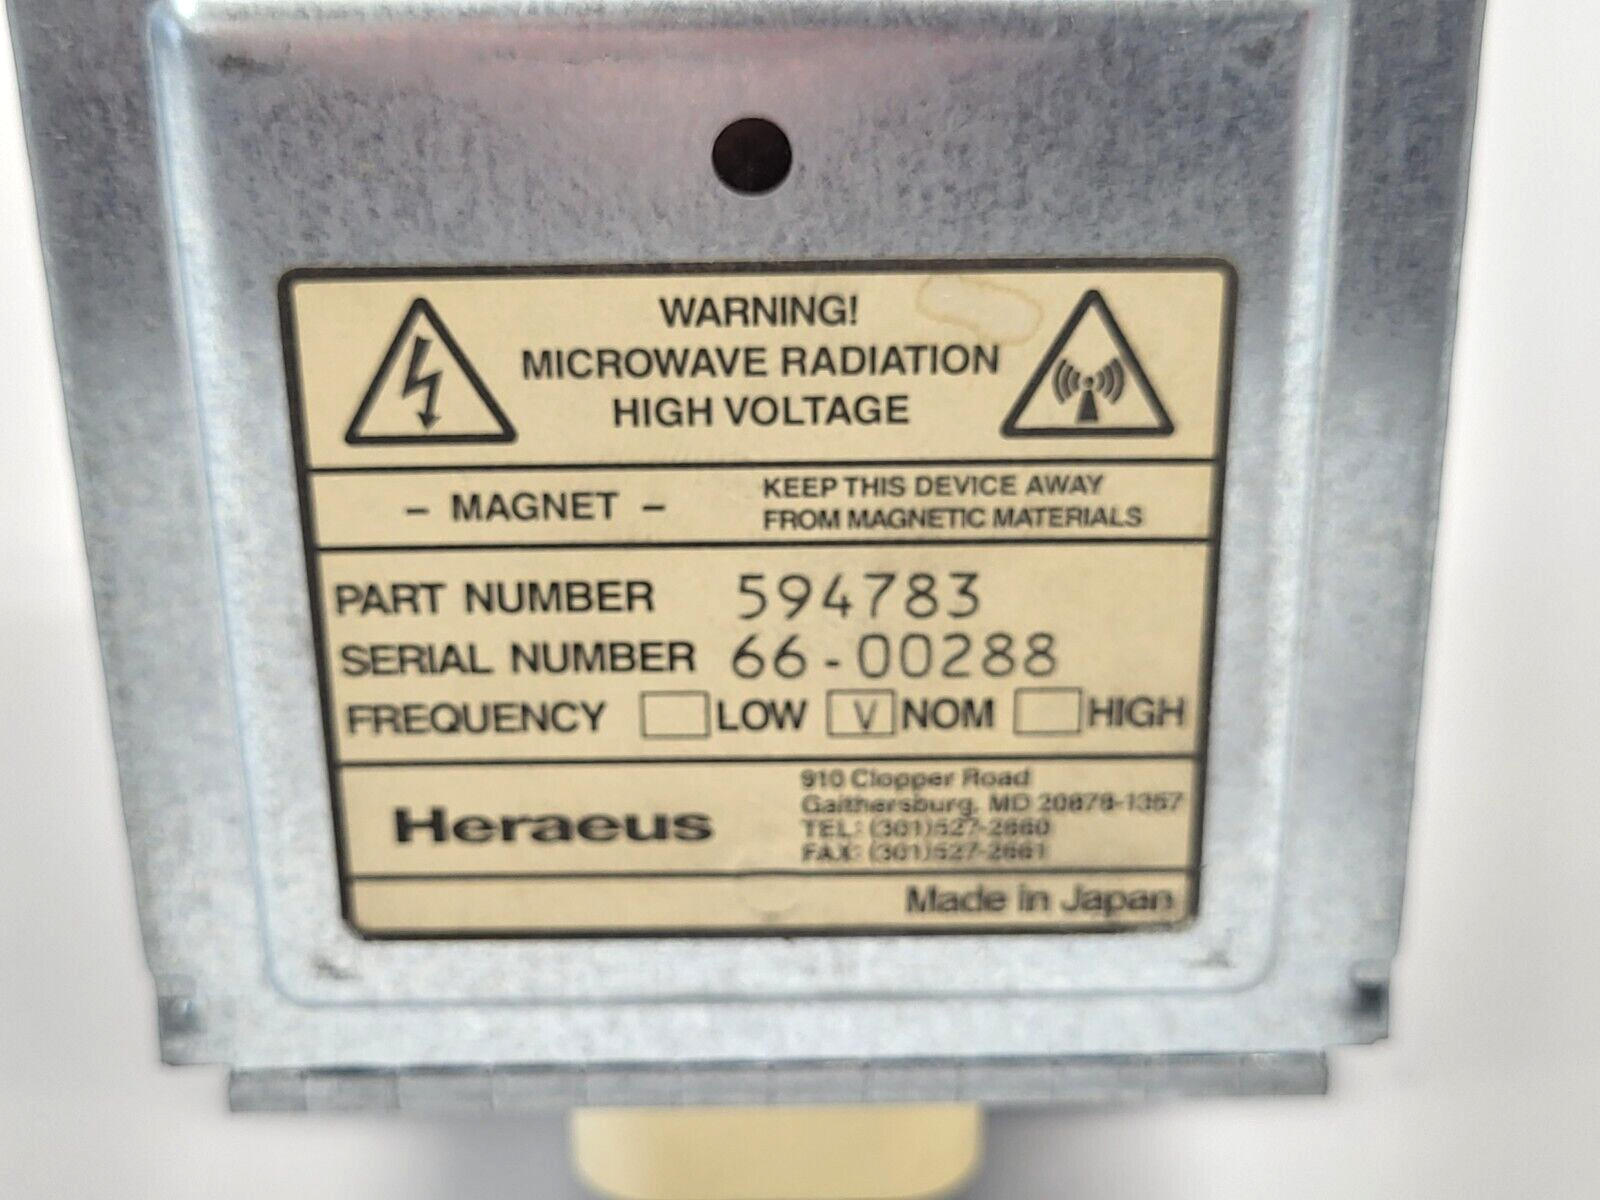 WARNING!
MICROWAVE RADIATION
HIGH VOLTAGE
- MAGNET -
KEEP THIS DEVICE AWAY
FROM MAGNETIC MATERIALS
PART NUMBER 594783
SERIAL NUMBER 66-00288
FREQUENCY LOW V NOM HIGH
Heraeus
910 Clopper Road
Gaithersburg, MD 20878-1357
TEL: (301)527-2660
FAX: (301)527-2661
Made in Japan